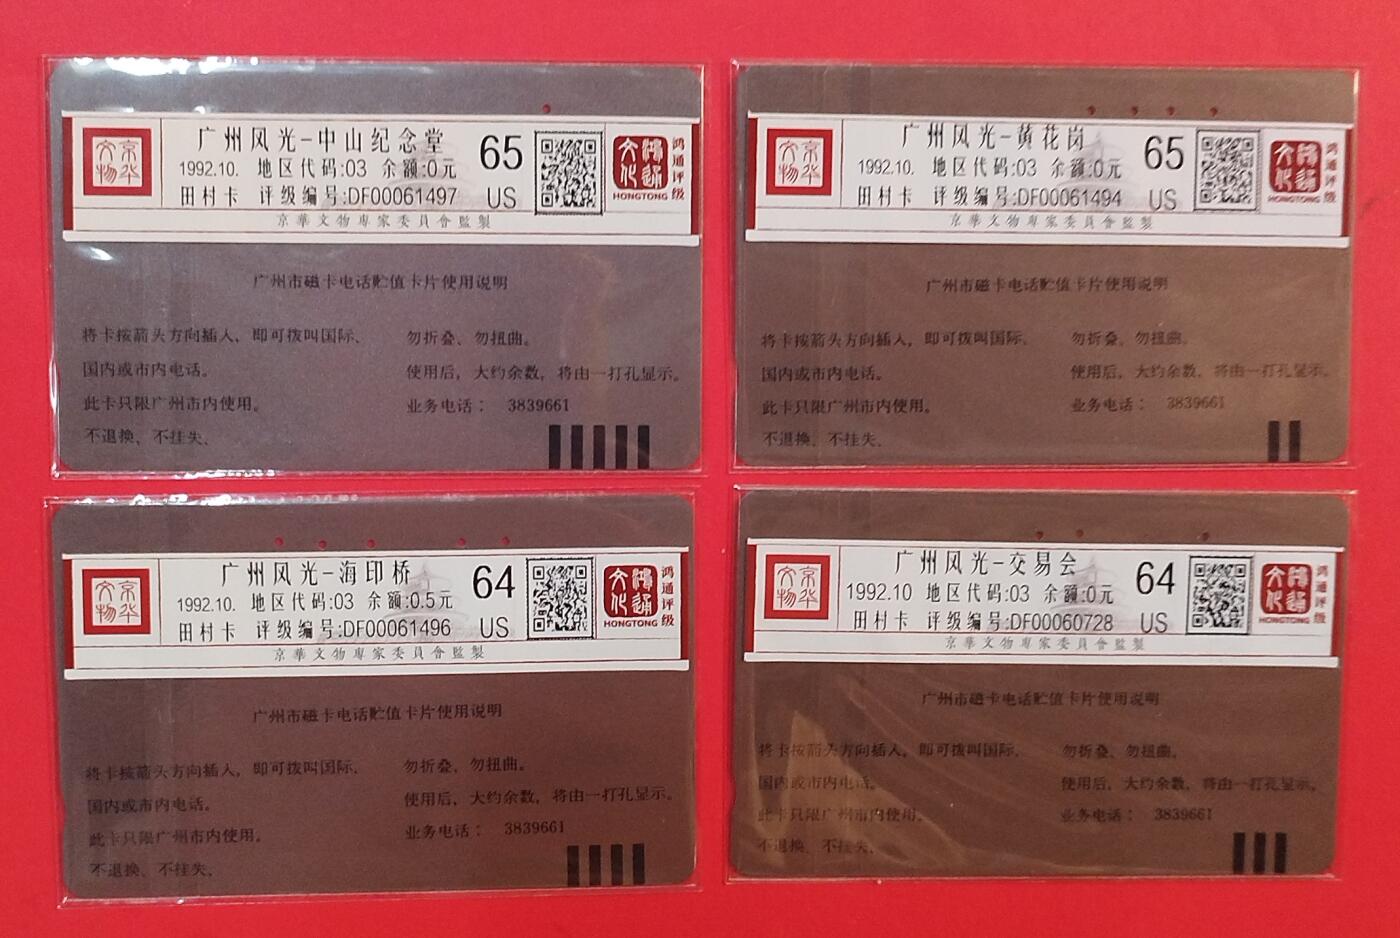 京华
文物
广州风光-中山纪念堂
1992.10. 地区代码:03 余额:0元
田村卡 评级编号:DF00061497
65
US
鸿通
文化
HONGTONG
鸿通评级
京華文物專家委員會監製
广州市磁卡电话贮值卡片使用说明
将卡按箭头方向插入，即可拨叫国际、
国内或市内电话。
此卡只限广州市内使用。
不退换、不挂失、
勿折叠、勿扭曲。
使用后，大约余数，将由一打孔显示。
业务电话： 3839661
京华
文物
广州风光-黄花岗
1992.10. 地区代码:03 余额:0元
田村卡 评级编号:DF00061494
65
US
鸿通
文化
HONGTONG
鸿通评级
京華文物專家委員會監製
广州市磁卡电话贮值卡片使用说明
将卡按箭头方向插入，即可拨叫国际、
国内或市内电话。
此卡只限广州市内使用。
不退换、不挂失、
勿折叠、勿扭曲。
使用后，大约余数，将由一打孔显示。
业务电话： 3839661
京华
文物
广州风光-海印桥
1992.10. 地区代码:03 余额:0.5元
田村卡 评级编号:DF00061496
64
US
鸿通
文化
HONGTONG
鸿通评级
京華文物專家委員會監製
广州市磁卡电话贮值卡片使用说明
将卡按箭头方向插入，即可拨叫国际、
国内或市内电话。
此卡只限广州市内使用。
不退换、不挂失、
勿折叠、勿扭曲。
使用后，大约余数，将由一打孔显示。
业务电话： 3839661
京华
文物
广州风光-交易会
1992.10 地区代码:03 余额:0元
田村卡 评级编号:DF00060728
64
US
鸿通
文化
HONGTONG
鸿通评级
京華文物專家委員會監製
广州市磁卡电话贮值卡片使用说明
将卡按箭头方向插入，即可拨叫国际、
国内或市内电话。
此卡只限广州市内使用。
不退换、不挂失、
勿折叠、勿扭曲。
使用后，大约余数，将由一打孔显示。
业务电话： 3839661